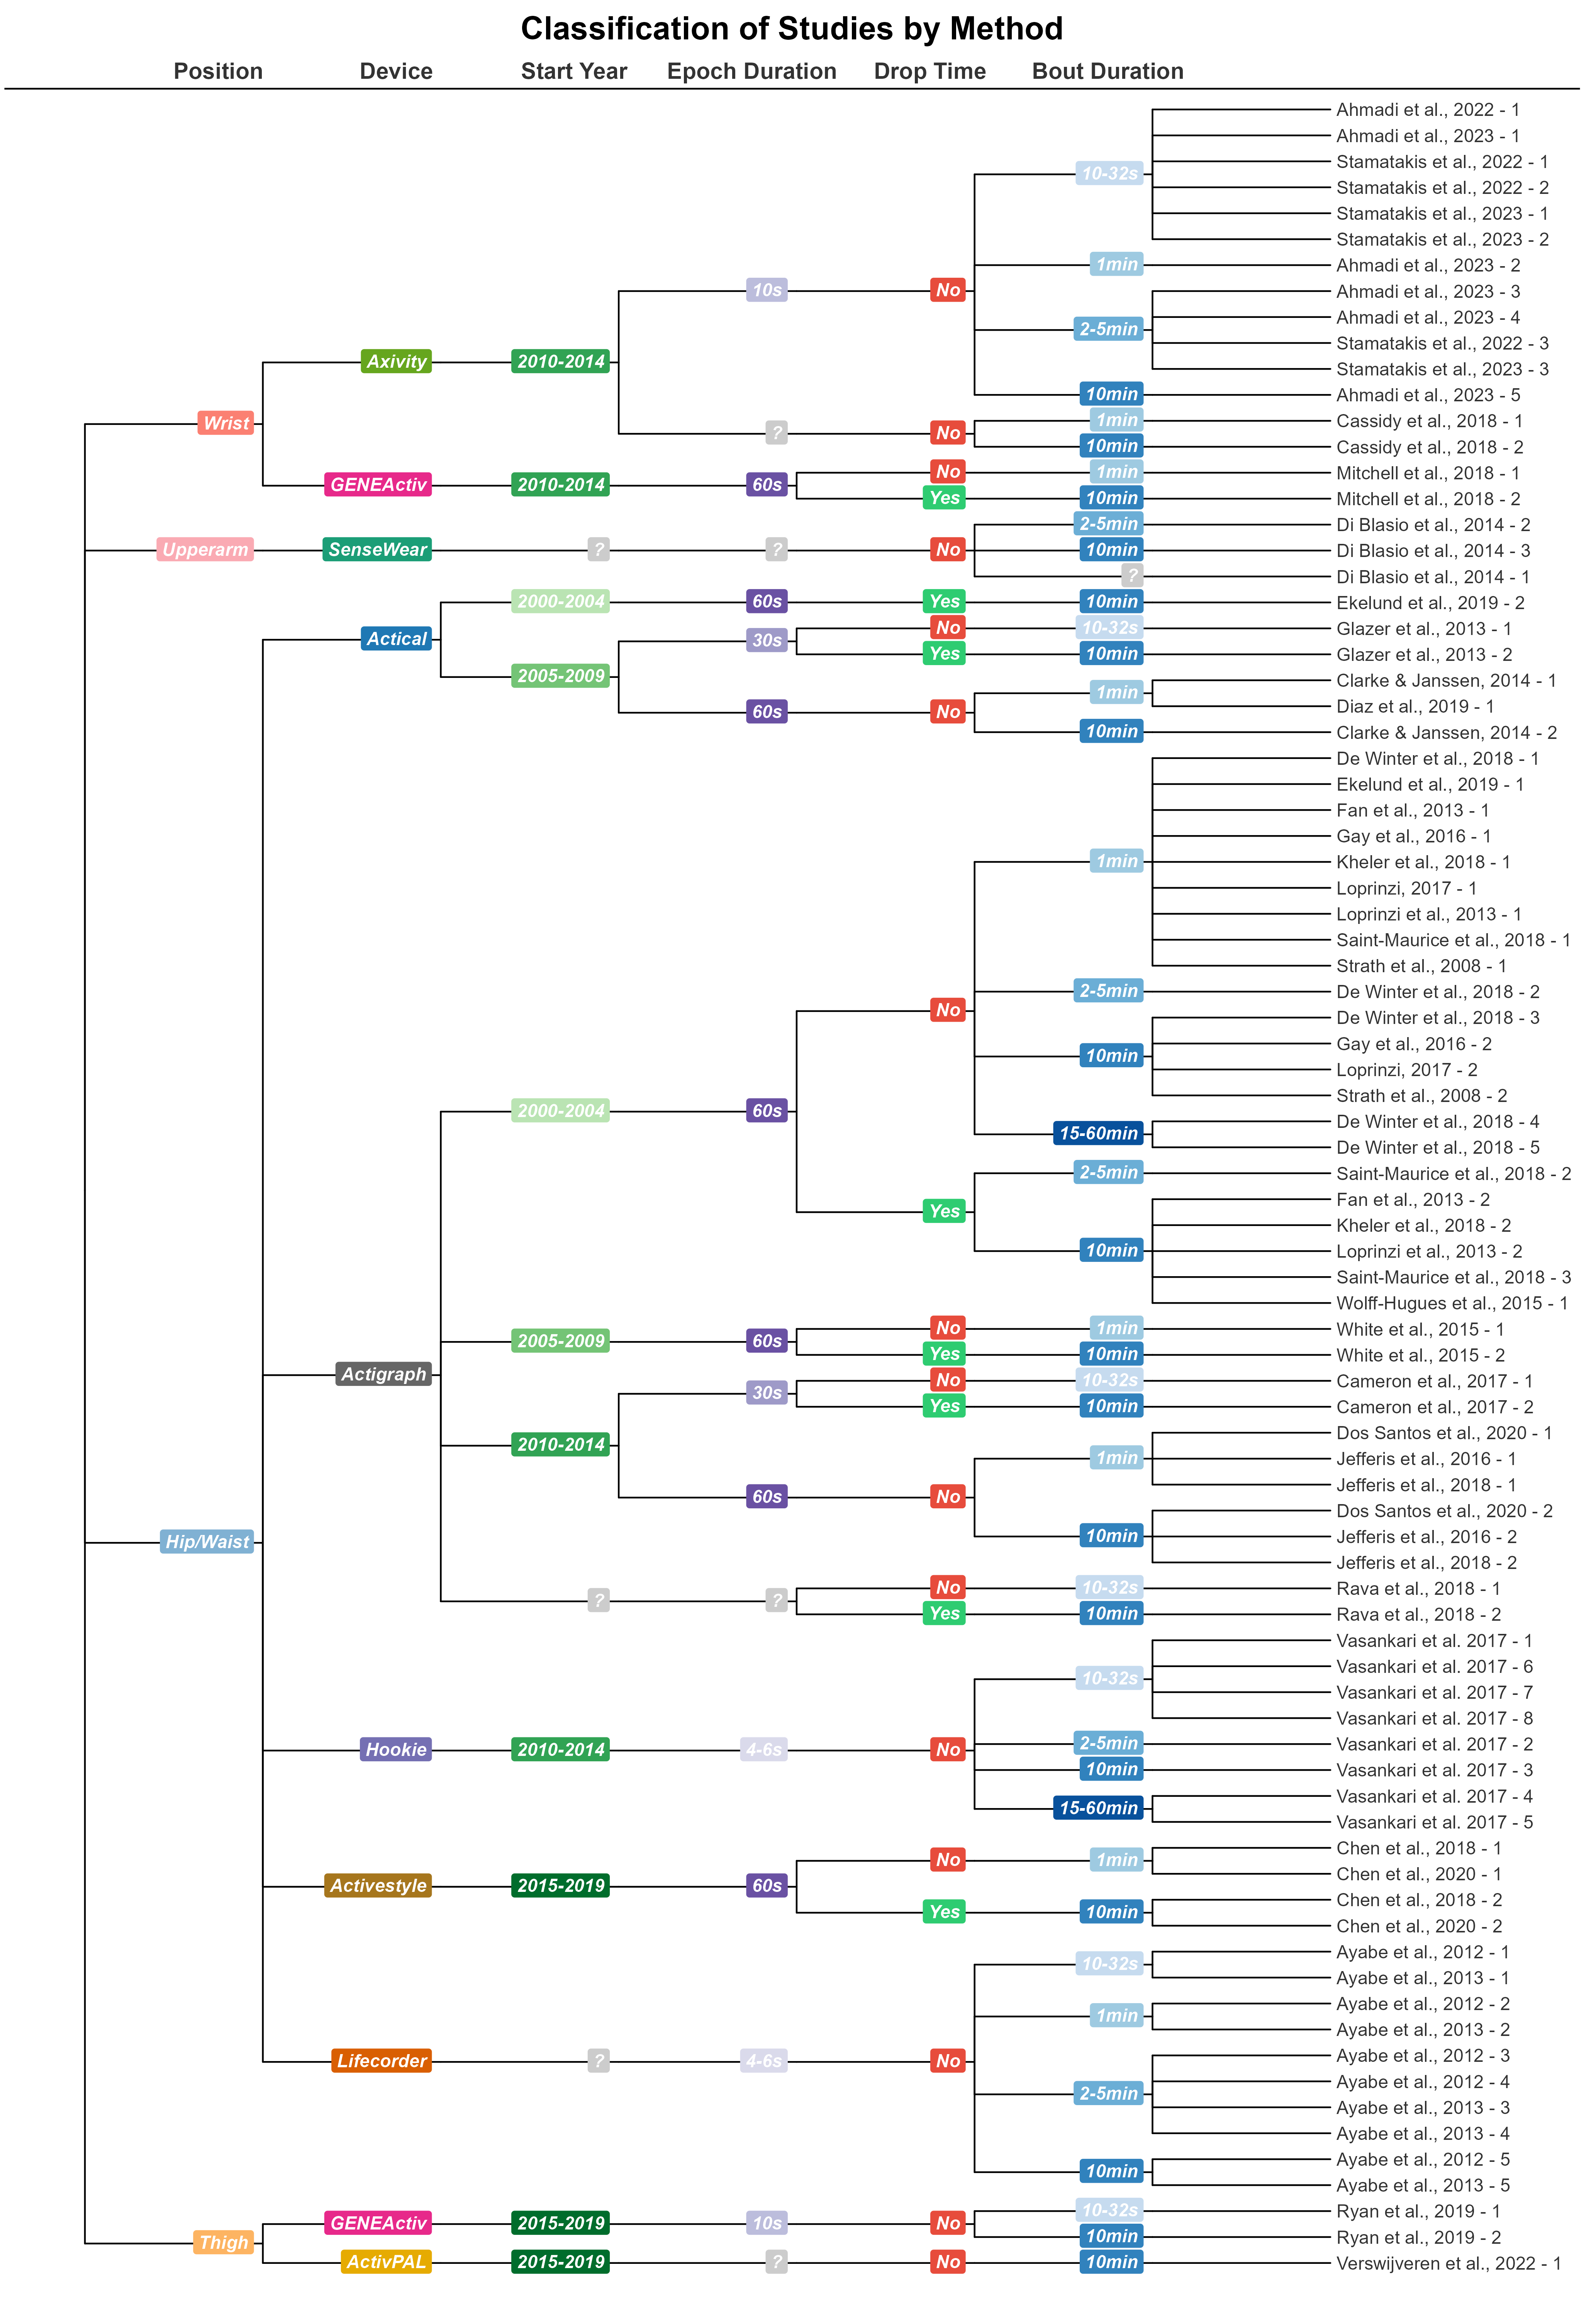 Classification of Studies by Method
Position Device Start Year Epoch Duration Drop Time Bout Duration
Ahmadi et al., 2022 - 1
Ahmadi et al., 2023 - 1
Stamatakis et al., 2022 - 1
10-32s
Stamatakis et al., 2022 - 2
Stamatakis et al., 2023 - 1
Stamatakis et al., 2023 - 2
1min Ahmadi et al., 2023 - 2
10s No Ahmadi et al., 2023 - 3
Ahmadi et al., 2023 - 4
2-5min
Stamatakis et al., 2022 - 3
Axivity 2010-2014
Stamatakis et al., 2023 - 3
10min Ahmadi et al., 2023 - 5
Wrist 1min Cassidy et al., 2018 - 1
? No
10min Cassidy et al., 2018 - 2
No 1min Mitchell et al., 2018 - 1
GENEActiv 2010-2014 60s
Yes 10min Mitchell et al., 2018 - 2
2-5min Di Blasio et al., 2014 - 2
Upperarm SenseWear ? ? No 10min Di Blasio et al., 2014 - 3
? Di Blasio et al., 2014 - 1
2000-2004 60s Yes 10min Ekelund et al., 2019 - 2
No 10-32s Glazer et al., 2013 - 1
Actical 30s
Yes 10min Glazer et al., 2013 - 2
2005-2009
Clarke & Janssen, 2014 - 1
1min
Diaz et al., 2019 - 1
60s No
10min Clarke & Janssen, 2014 - 2
De Winter et al., 2018 - 1
Ekelund et al., 2019 - 1
Fan et al., 2013 - 1
Gay et al., 2016 - 1
1min Kheler et al., 2018 - 1
Loprinzi, 2017 - 1
Loprinzi et al., 2013 - 1
Saint-Maurice et al., 2018 - 1
Strath et al., 2008 - 1
2-5min De Winter et al., 2018 - 2
No
De Winter et al., 2018 - 3
Gay et al., 2016 - 2
10min
Loprinzi, 2017 - 2
Strath et al., 2008 - 2
2000-2004 60s
De Winter et al., 2018 - 4
15-60min
De Winter et al., 2018 - 5
2-5min Saint-Maurice et al., 2018 - 2
Fan et al., 2013 - 2
Yes
Kheler et al., 2018 - 2
10min Loprinzi et al., 2013 - 2
Saint-Maurice et al., 2018 - 3
Wolff-Hugues et al., 2015 - 1
No 1min White et al., 2015 - 1
2005-2009 60s
Yes 10min White et al., 2015 - 2
Actigraph
No 10-32s Cameron et al., 2017 - 1
30s
Yes 10min Cameron et al., 2017 - 2
Dos Santos et al., 2020 - 1
2010-2014
1min Jefferis et al., 2016 - 1
Jefferis et al., 2018 - 1
60s No
Dos Santos et al., 2020 - 2
Hip/Waist 10min Jefferis et al., 2016 - 2
Jefferis et al., 2018 - 2
No 10-32s Rava et al., 2018 - 1
? ?
Yes 10min Rava et al., 2018 - 2
Vasankari et al. 2017 - 1
Vasankari et al. 2017 - 6
10-32s
Vasankari et al. 2017 - 7
Vasankari et al. 2017 - 8
2-5min Vasankari et al. 2017 - 2
Hookie 2010-2014 4-6s No
10min Vasankari et al. 2017 - 3
Vasankari et al. 2017 - 4
15-60min
Vasankari et al. 2017 - 5
Chen et al., 2018 - 1
No 1min
Chen et al., 2020 - 1
Activestyle 2015-2019 60s
Chen et al., 2018 - 2
Yes 10min
Chen et al., 2020 - 2
Ayabe et al., 2012 - 1
10-32s
Ayabe et al., 2013 - 1
Ayabe et al., 2012 - 2
1min
Ayabe et al., 2013 - 2
Ayabe et al., 2012 - 3
Lifecorder ? 4-6s No
Ayabe et al., 2012 - 4
2-5min
Ayabe et al., 2013 - 3
Ayabe et al., 2013 - 4
Ayabe et al., 2012 - 5
10min
Ayabe et al., 2013 - 5
10-32s Ryan et al., 2019 - 1
GENEActiv 2015-2019 10s No
10min Ryan et al., 2019 - 2
Thigh
ActivPAL 2015-2019 ? No 10min Verswijveren et al., 2022 - 1